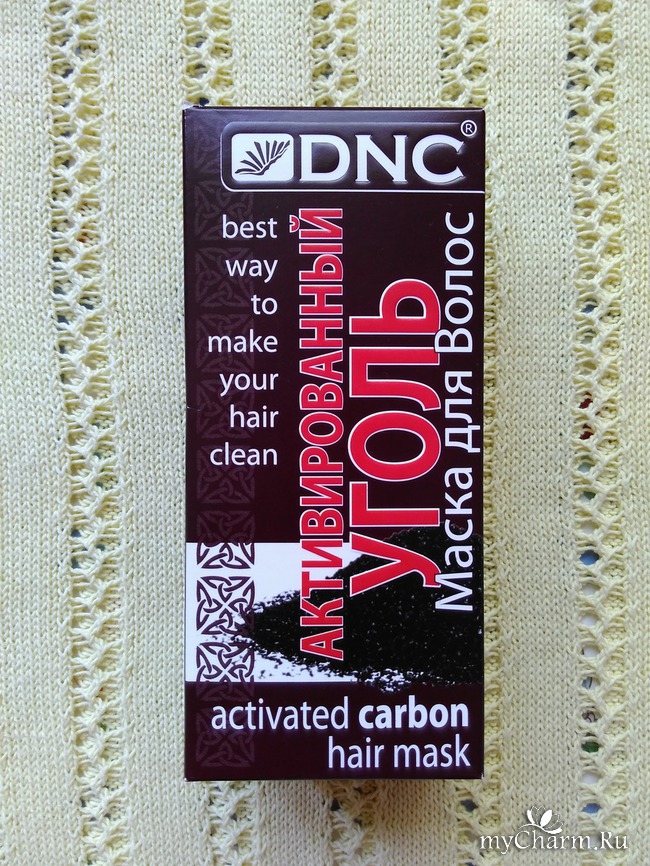 DNC®
best
way
to
make
your
hair
clean
АКТИВИРОВАННЫЙ
УГОЛЬ
Маска для Волос
activated carbon
hair mask
myCharm.Ru